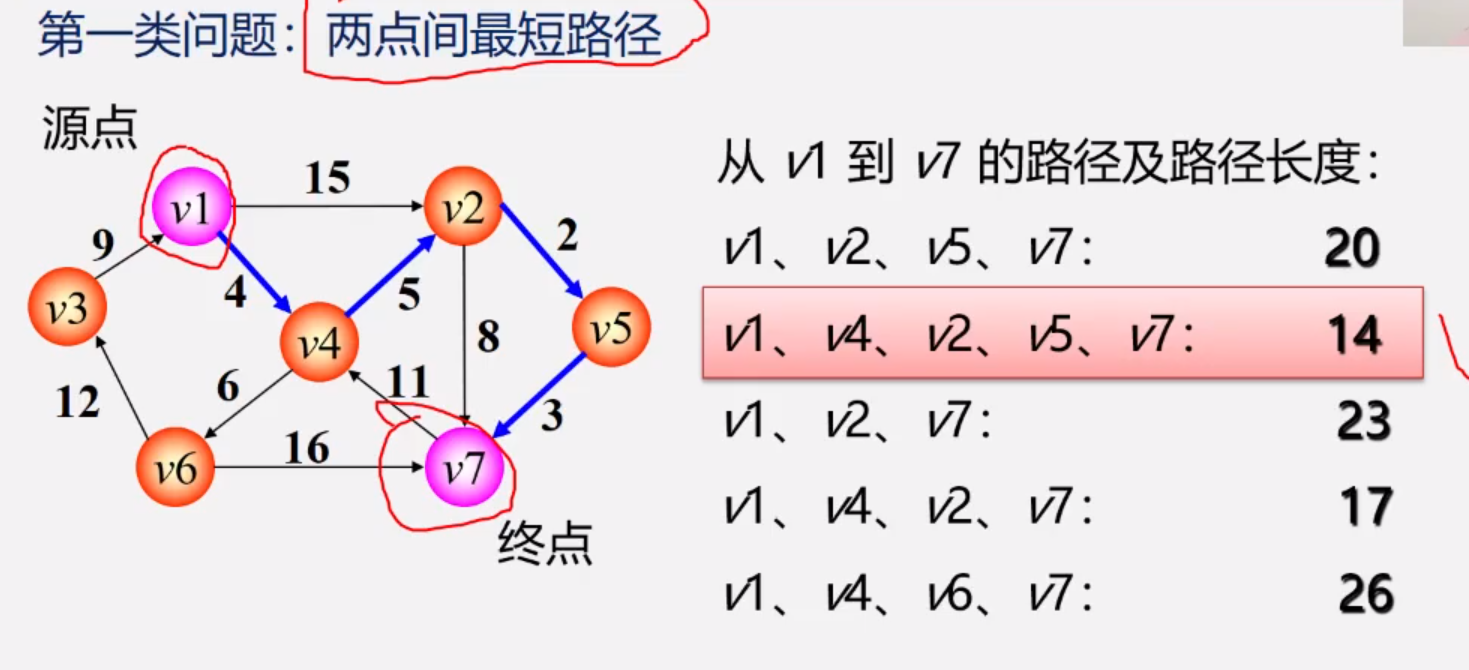 第一类问题：两点间最短路径
源点
从 v1 到 v7 的路径及路径长度：
15
v1
v2
9
2
v1、v2、v5、v7： 20
4
5
v3
v5
v4
8
v1、v4、v2、v5、v7： 14
6
11
12
3
v1、v2、v7： 23
16
v6
v7
v1、v4、v2、v7： 17
终点
v1、v4、v6、v7： 26